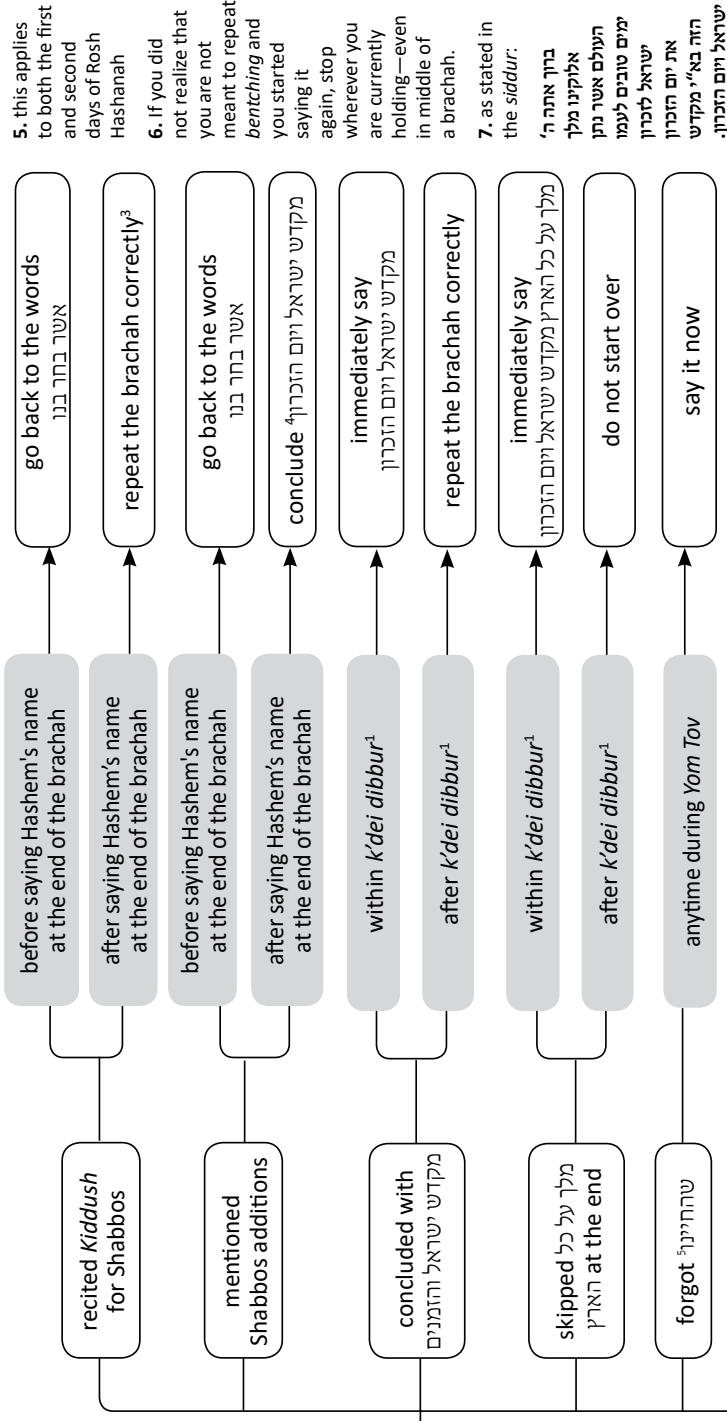 recited Kiddush
for Shabbos
before saying Hashem's name
at the end of the brachah
go back to the words
אשר בחר בנו
after saying Hashem's name
at the end of the brachah
repeat the brachah correctly³
mentioned
Shabbos additions
before saying Hashem's name
at the end of the brachah
go back to the words
אשר בחר בנו
after saying Hashem's name
at the end of the brachah
conclude ⁴מקדש ישראל ויום הזכרון
concluded with
מקדש ישראל והזמנים
within k'dei dibbur¹
immediately say
מקדש ישראל ויום הזכרון
after k'dei dibbur¹
repeat the brachah correctly
skipped מלך על כל
הארץ at the end
within k'dei dibbur¹
immediately say
מלך על כל הארץ מקדש ישראל ויום הזכרון
after k'dei dibbur¹
do not start over
forgot ⁵שהחיינו
anytime during Yom Tov
say it now
5. this applies
to both the first
and second
days of Rosh
Hashanah
6. If you did
not realize that
you are not
meant to repeat
bentching and
you started
saying it
again, stop
wherever you
are currently
holding—even
in middle of
a brachah.
7. as stated in
the siddur:
ברוך אתה ה'
אלוקינו מלך
העולם אשר נתן
ימים טובים לעמו
ישראל לזכרון
את יום הזכרון
הזה בא"י מקדש
ישראל ויום הזכרון.